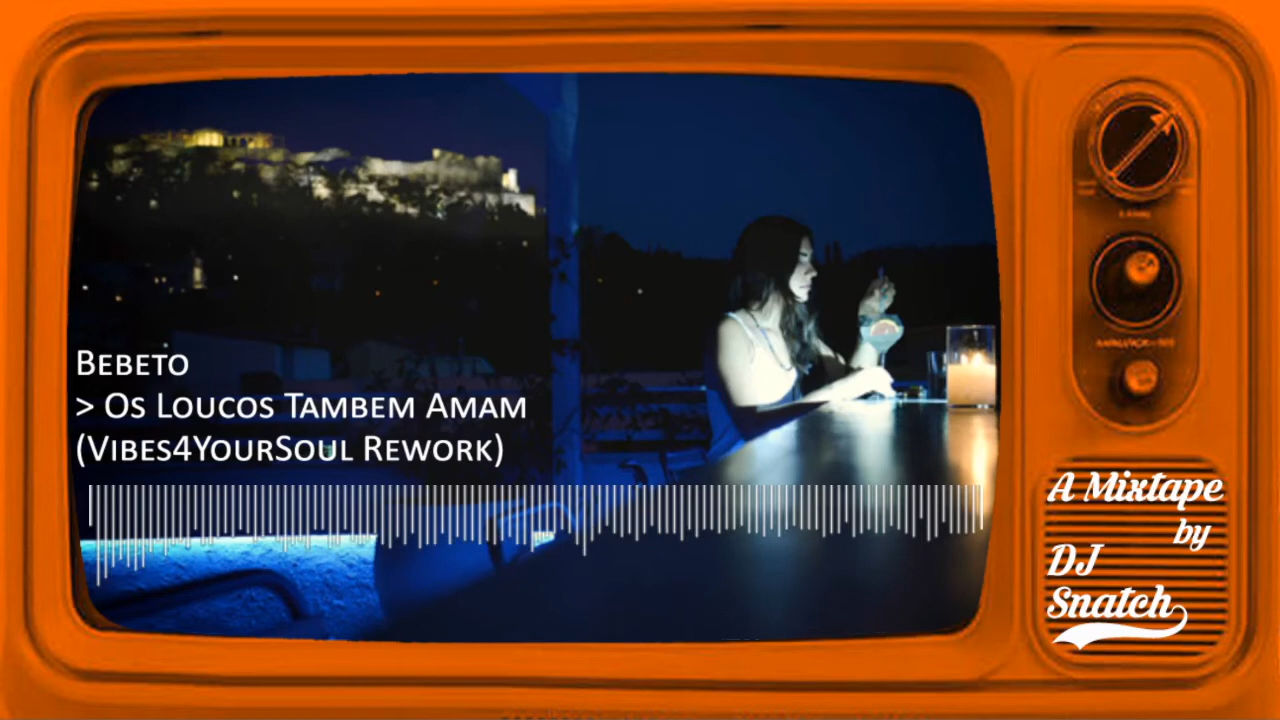 Bebeto
> Os Loucos Tambem Amam
(Vibes4YourSoul Rework)
A Mixtape
by
DJ
Snatch